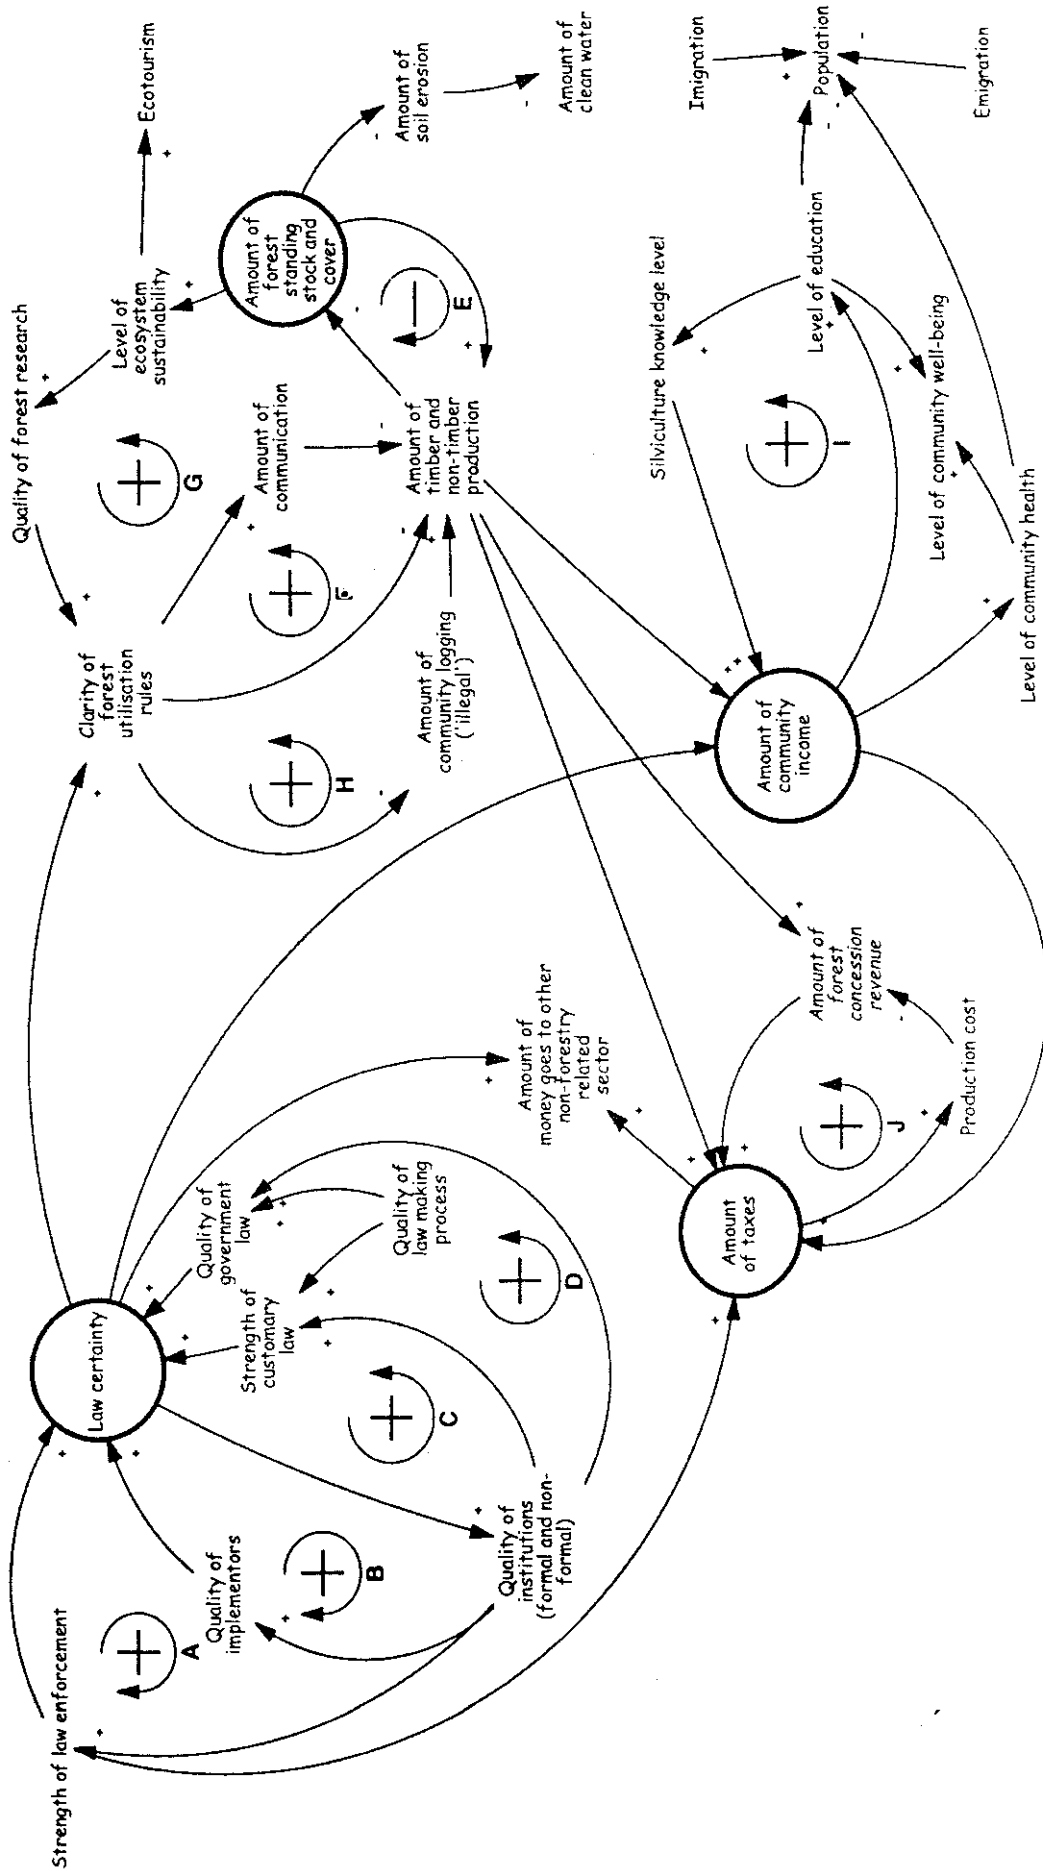 Strength of law enforcement
Quality of
implementors
A
B
Law certainty
Quality of
institutions
(formal and non-
formal)
C
Strength of
customary
law
Quality of
government
law
Quality of
law making
process
D
Amount of
money goes to other
non-forestry
related
sector
Amount
of taxes
J
Production cost
Amount of
forest
concession
revenue
Clarity of
forest
utilisation
rules
H
F
G
Quality of forest research
Amount of
community logging
('illegal')
Amount of
communication
Amount of
timber and
non-timber
production
E
Level of
ecosystem
sustainability
Ecotourism
Amount of
forest
standing
stock and
cover
Amount of
soil erosion
Amount of
clean water
Amount of
community
income
Silviculture knowledge level
I
Level of education
Level of community well-being
Level of community health
Imigration
Population
Emigration